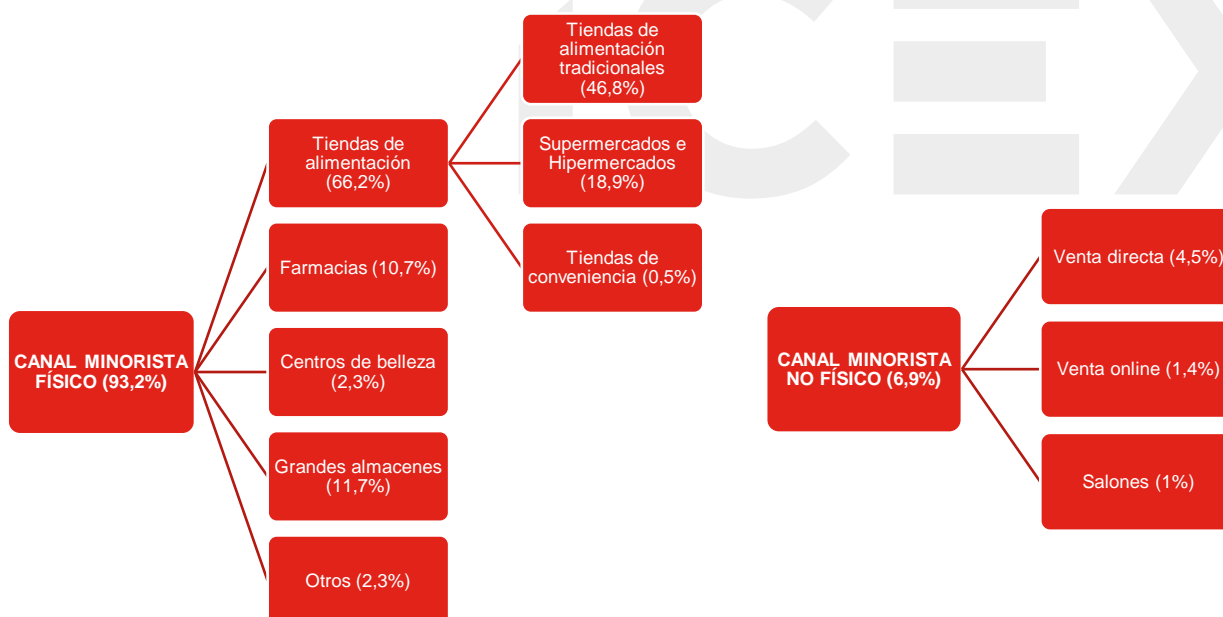 Tiendas de
alimentación
tradicionales
(46,8%)
Tiendas de
alimentación
(66,2%)
Supermercados e
Hipermercados
(18,9%)
Tiendas de
conveniencia (0,5%)
Farmacias (10,7%)
CANAL MINORISTA
FÍSICO (93,2%)
Centros de belleza
(2,3%)
Grandes almacenes
(11,7%)
Otros (2,3%)
Venta directa (4,5%)
CANAL MINORISTA
NO FÍSICO (6,9%)
Venta online (1,4%)
Salones (1%)